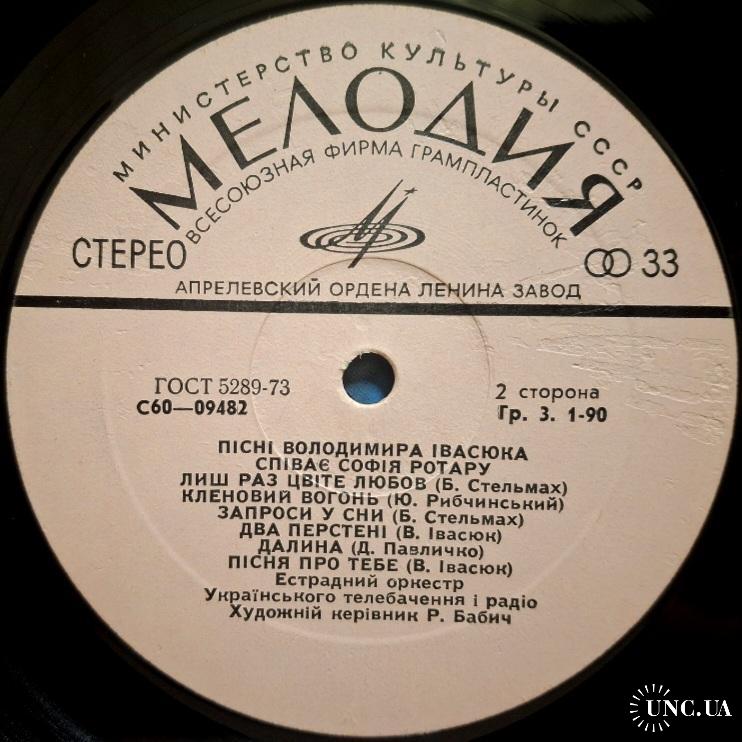 МИНИСТЕРСТВО КУЛЬТУРЫ СССР
МЕЛОДИЯ
ВСЕСОЮЗНАЯ ФИРМА ГРАМПЛАСТИНОК
СТЕРЕО
33
АПРЕЛЕВСКИЙ ОРДЕНА ЛЕНИНА ЗАВОД
ГОСТ 5289-73
2 сторона
С60—09482
Гр. 3. 1-90
ПІСНІ ВОЛОДИМИРА ІВАСЮКА
СПІВАЄ СОФІЯ РОТАРУ
ЛИШ РАЗ ЦВІТЕ ЛЮБОВ (Б. Стельмах)
КЛЕНОВИЙ ВОГОНЬ (Ю. Рибчинський)
ЗАПРОСИ У СНИ (Б. Стельмах)
ДВА ПЕРСТЕНІ (В. Івасюк)
ДАЛИНА (Д. Павличко)
ПІСНЯ ПРО ТЕБЕ (В. Івасюк)
Естрадний оркестр
Українського телебачення і радіо
Художній керівник Р. Бабич
UNC.UA